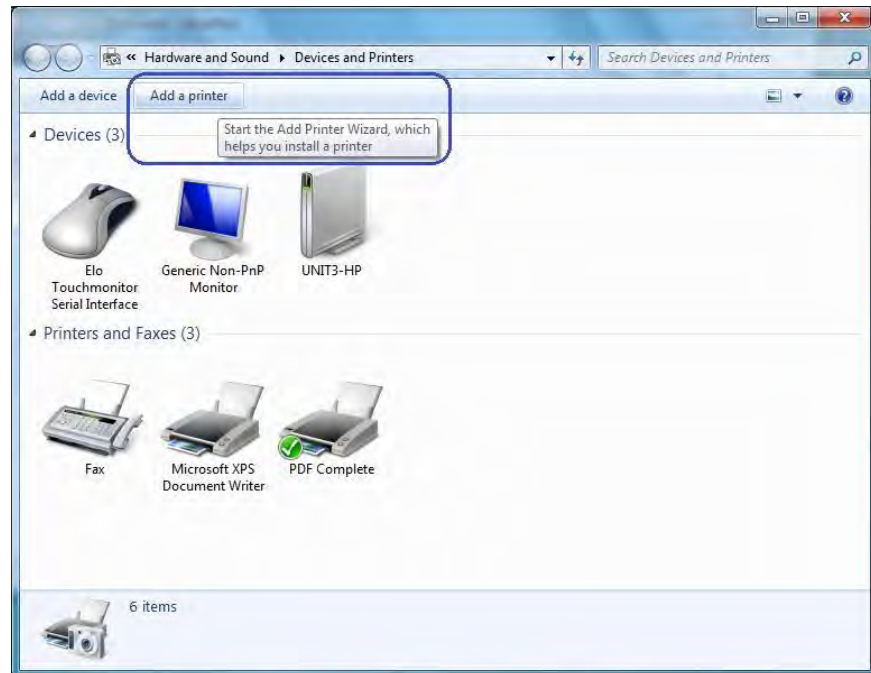 « Hardware and Sound ▸ Devices and Printers
Search Devices and Printers
Add a device
Add a printer
Start the Add Printer Wizard, which
helps you install a printer
Devices (3)
Elo
Touchmonitor
Serial Interface
Generic Non-PnP
Monitor
UNIT3-HP
Printers and Faxes (3)
Fax
Microsoft XPS
Document Writer
PDF Complete
6 items